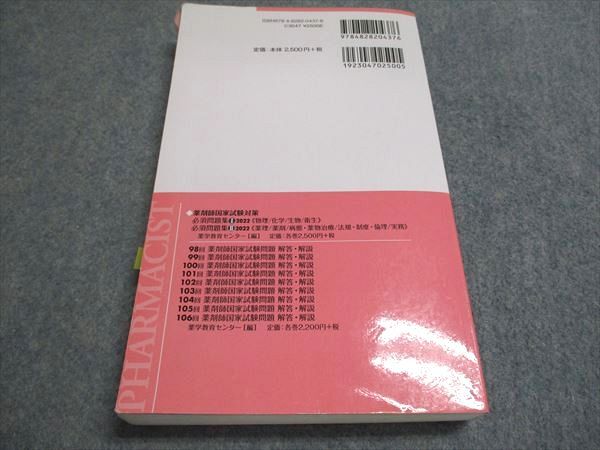 ISBN978-4-8282-0437-6
C3047 ¥2500E
定価:本体 2,500円+税
9784828204376
1923047025005
薬剤師国家試験対策
必須問題集Ⅰ2022《物理/化学/生物/衛生》
必須問題集Ⅱ2022《薬理/薬剤/病態・薬物治療/法規・制度・倫理/実務》
薬学教育センター[編] 定価:各巻2,500円+税
98回 薬剤師国家試験問題 解答・解説
99回 薬剤師国家試験問題 解答・解説
100回 薬剤師国家試験問題 解答・解説
101回 薬剤師国家試験問題 解答・解説
102回 薬剤師国家試験問題 解答・解説
103回 薬剤師国家試験問題 解答・解説
104回 薬剤師国家試験問題 解答・解説
105回 薬剤師国家試験問題 解答・解説
106回 薬剤師国家試験問題 解答・解説
薬学教育センター[編] 定価:各巻2,200円+税
PHARMACIST